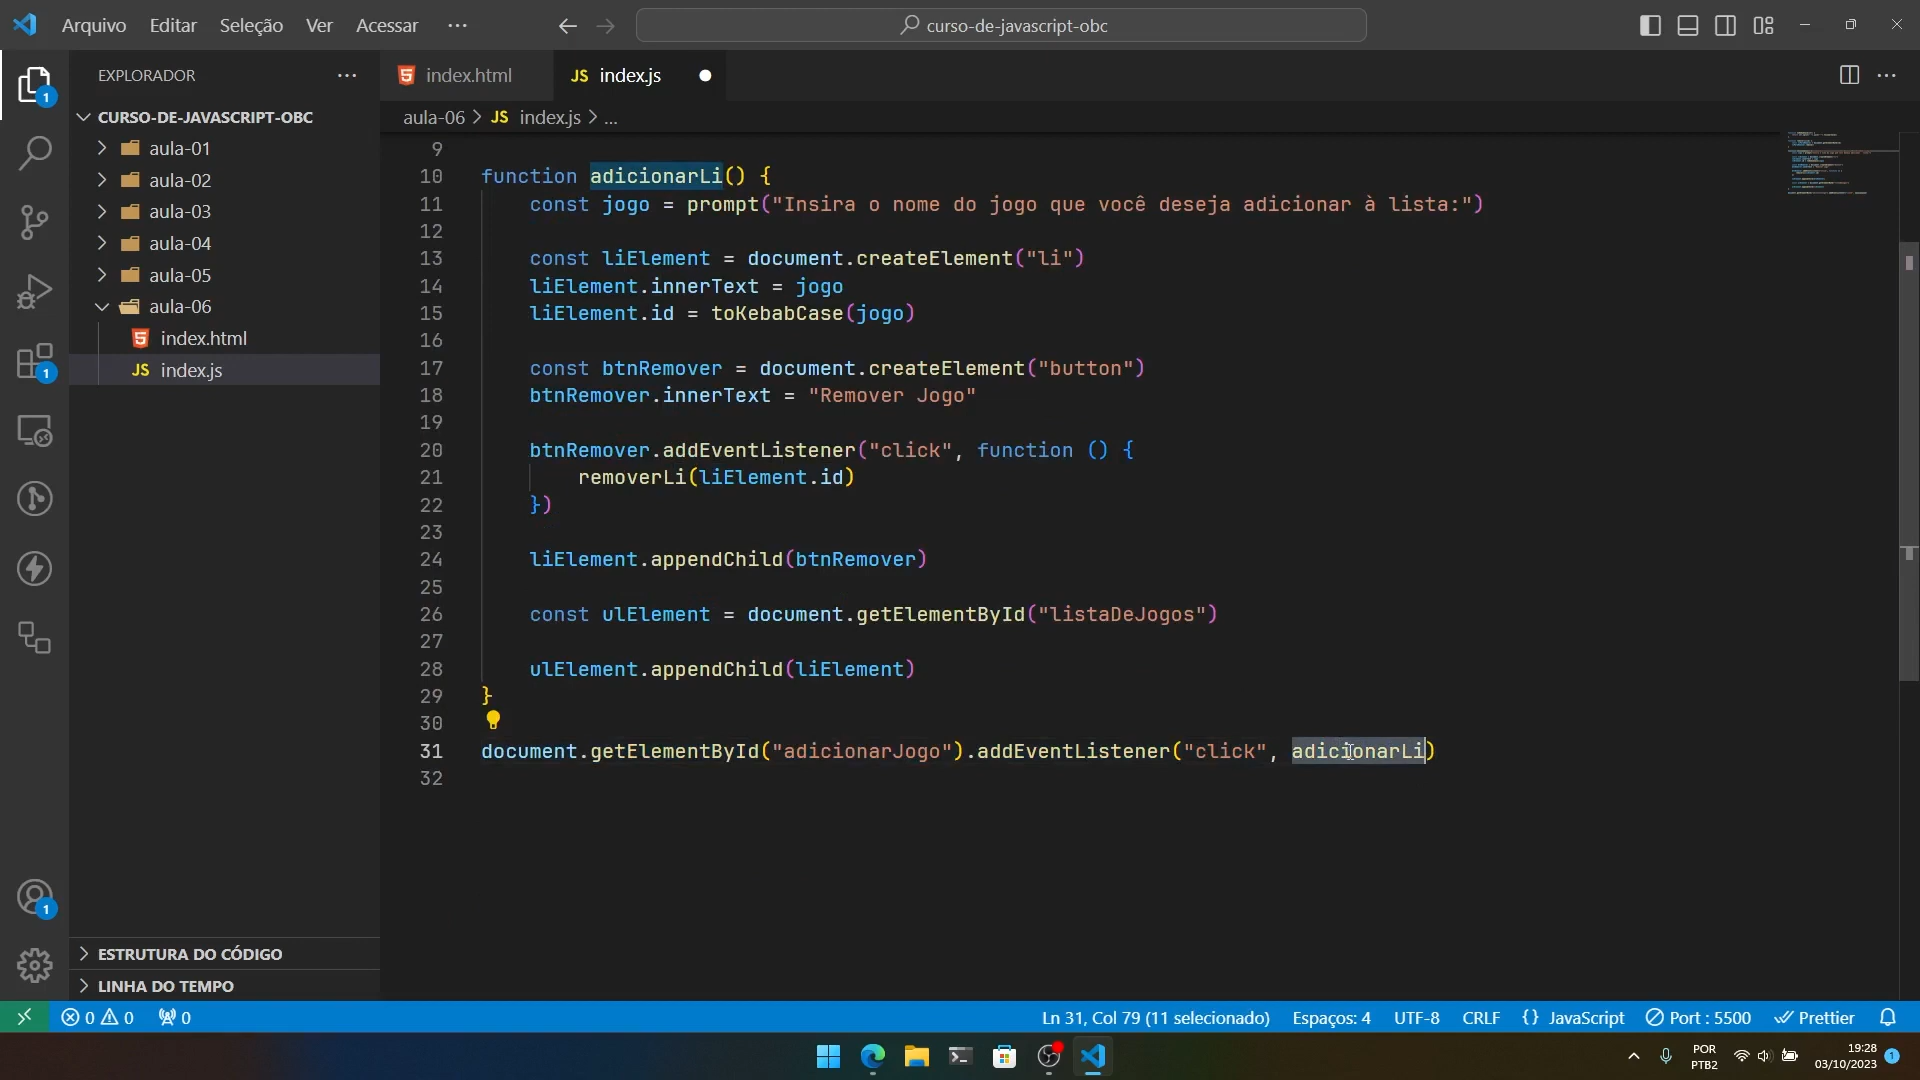 Arquivo Editar Seleção Ver Acessar ···
curso-de-javascript-obc
EXPLORADOR ···
CURSO-DE-JAVASCRIPT-OBC
aula-01
aula-02
aula-03
aula-04
aula-05
aula-06
index.html
JS index.js
ESTRUTURA DO CÓDIGO
LINHA DO TEMPO
1
1
1
index.html
JS index.js
aula-06 > JS index.js > ...
9
10 function adicionarLi() {
11 const jogo = prompt("Insira o nome do jogo que você deseja adicionar à lista:")
12
13 const liElement = document.createElement("li")
14 liElement.innerText = jogo
15 liElement.id = toKebabCase(jogo)
16
17 const btnRemover = document.createElement("button")
18 btnRemover.innerText = "Remover Jogo"
19
20 btnRemover.addEventListener("click", function () {
21 removerLi(liElement.id)
22 })
23
24 liElement.appendChild(btnRemover)
25
26 const ulElement = document.getElementById("listaDeJogos")
27
28 ulElement.appendChild(liElement)
29 }
30
31 document.getElementById("adicionarJogo").addEventListener("click", adicionarLi)
32
0 0 0 Ln 31, Col 79 (11 selecionado) Espaços: 4 UTF-8 CRLF {} JavaScript Port : 5500 Prettier
POR
PTB2
19:28
03/10/2023
1